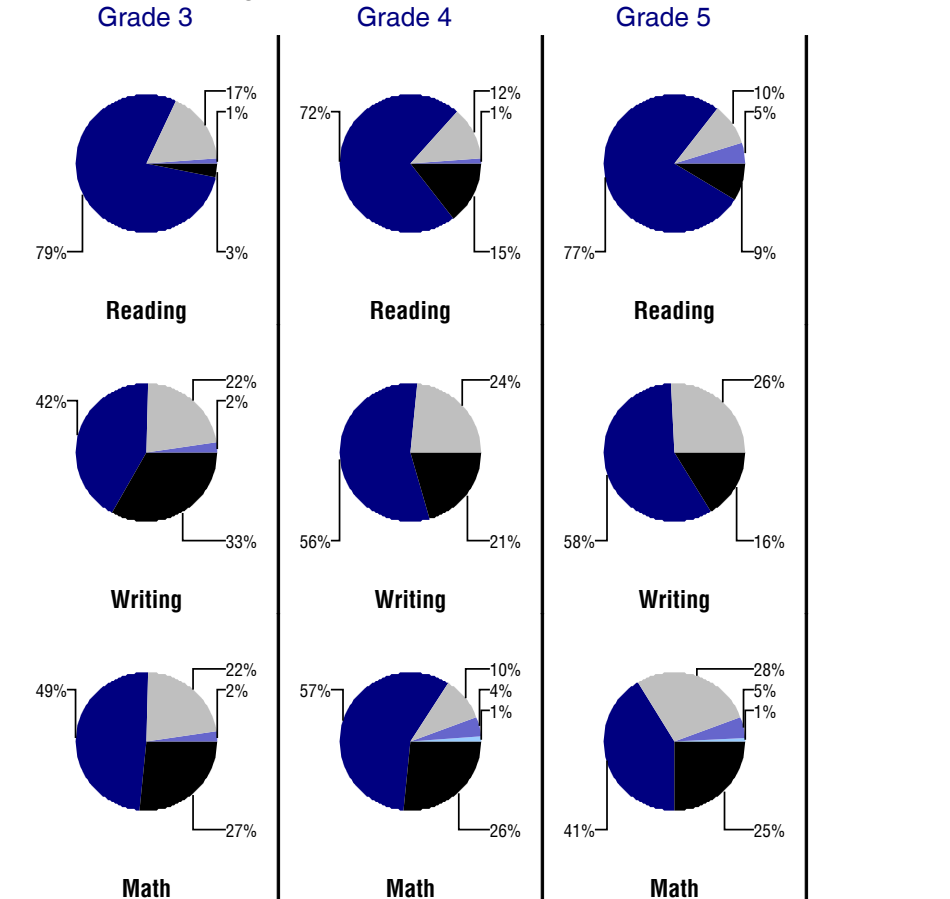 Grade 3 Grade 4 Grade 5
17% 12% 10%
1% 72% 1% 5%
79% 3% 15% 77% 9%
Reading Reading Reading
22% 24% 26%
42% 2%
33% 56% 21% 58% 16%
Writing Writing Writing
22% 10% 28%
49% 2% 57% 4% 5%
1% 1%
27% 26% 41% 25%
Math Math Math